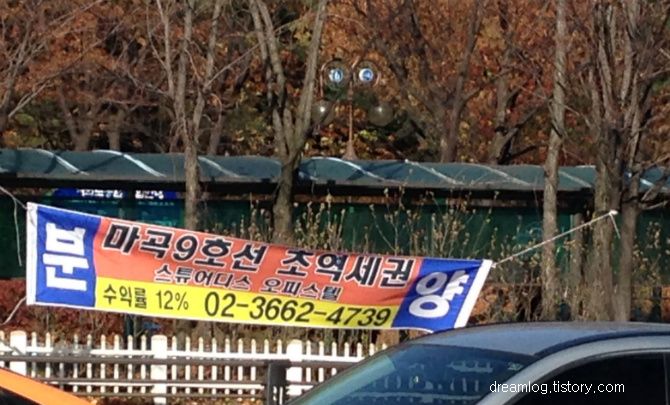 분 양
마곡9호선 초역세권
스튜어디스 오피스텔
수익률 12% 02-3662-4739
dreamlog.tistory.com